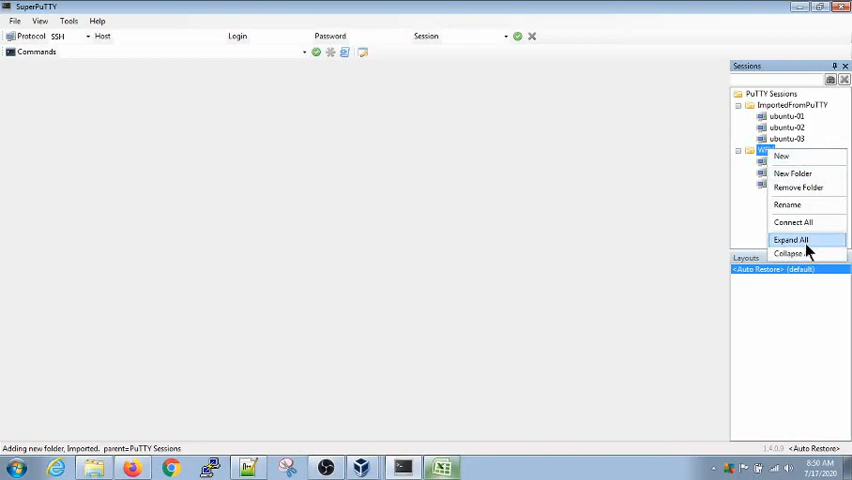 SuperPuTTY
File View Tools Help
Protocol SSH Host Login Password Session
Commands
Sessions
PuTTY Sessions
ImportedFromPuTTY
ubuntu-01
ubuntu-02
ubuntu-03
New
New Folder
Remove Folder
Rename
Connect All
Expand All
Collapse
Layouts
<Auto Restore> (default)
Adding new folder, Imported, parent=PuTTY Sessions 1.4.0.9 <Auto Restore>
8:50 AM
7/17/2020